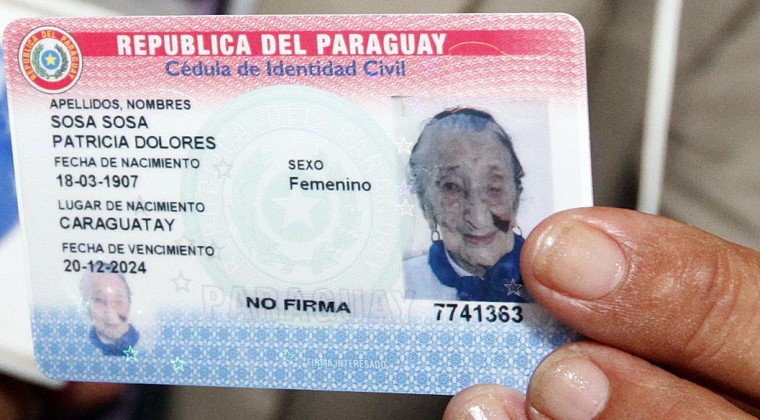 REPUBLICA DEL PARAGUAY
Cédula de Identidad Civil
APELLIDOS, NOMBRES
SOSA SOSA
PATRICIA DOLORES
FECHA DE NACIMIENTO
18-03-1907
SEXO
Femenino
LUGAR DE NACIMIENTO
CARAGUATAY
FECHA DE VENCIMIENTO
20-12-2024
NO FIRMA
7741363
PARAGUAY
FIRMA INTERESADO